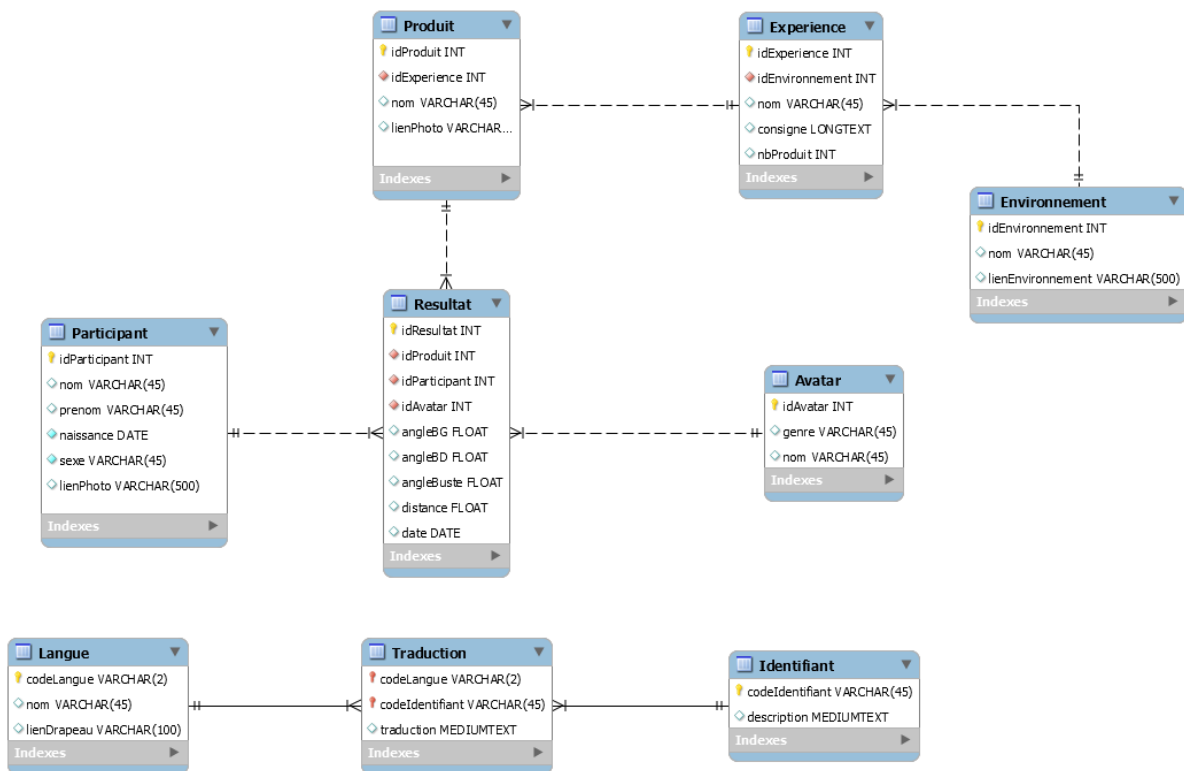 Produit
idProduit INT
idExperience INT
nom VARCHAR(45)
lienPhoto VARCHAR...
Indexes
Experience
idExperience INT
idEnvironnement INT
nom VARCHAR(45)
consigne LONGTEXT
nbProduit INT
Indexes
Environnement
idEnvironnement INT
nom VARCHAR(45)
lienEnvironnement VARCHAR(500)
Indexes
Participant
idParticipant INT
nom VARCHAR(45)
prenom VARCHAR(45)
naissance DATE
sexe VARCHAR(45)
lienPhoto VARCHAR(500)
Indexes
Resultat
idResultat INT
idProduit INT
idParticipant INT
idAvatar INT
angleBG FLOAT
angleBD FLOAT
angleBuste FLOAT
distance FLOAT
date DATE
Indexes
Avatar
idAvatar INT
genre VARCHAR(45)
nom VARCHAR(45)
Indexes
Langue
codeLangue VARCHAR(2)
nom VARCHAR(45)
lienDrapeau VARCHAR(100)
Indexes
Traduction
codeLangue VARCHAR(2)
codeIdentifiant VARCHAR(45)
traduction MEDIUMTEXT
Indexes
Identifiant
codeIdentifiant VARCHAR(45)
description MEDIUMTEXT
Indexes